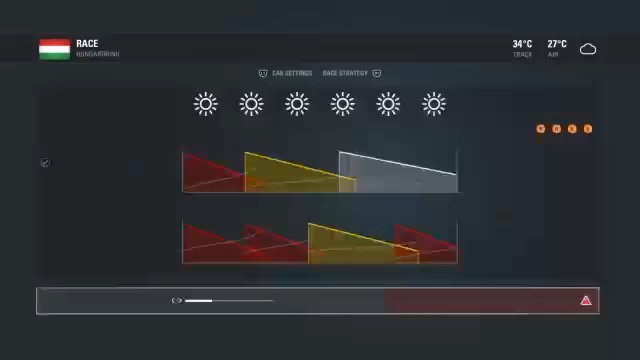 RACE
HUNGARORING
34°C
TRACK
27°C
AIR
CAR SETTINGS RACE STRATEGY